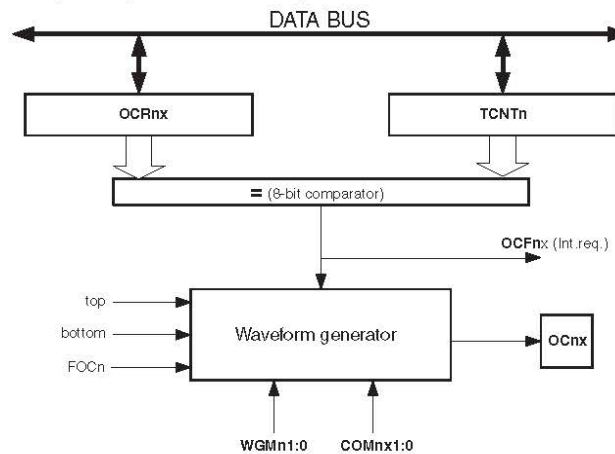 DATA BUS
OCRnx
TCNTn
= (8-bit comparator)
OCFnx (Int.req.)
top
bottom
FOCn
Waveform generator
OCnx
WGMn1:0
COMnx1:0